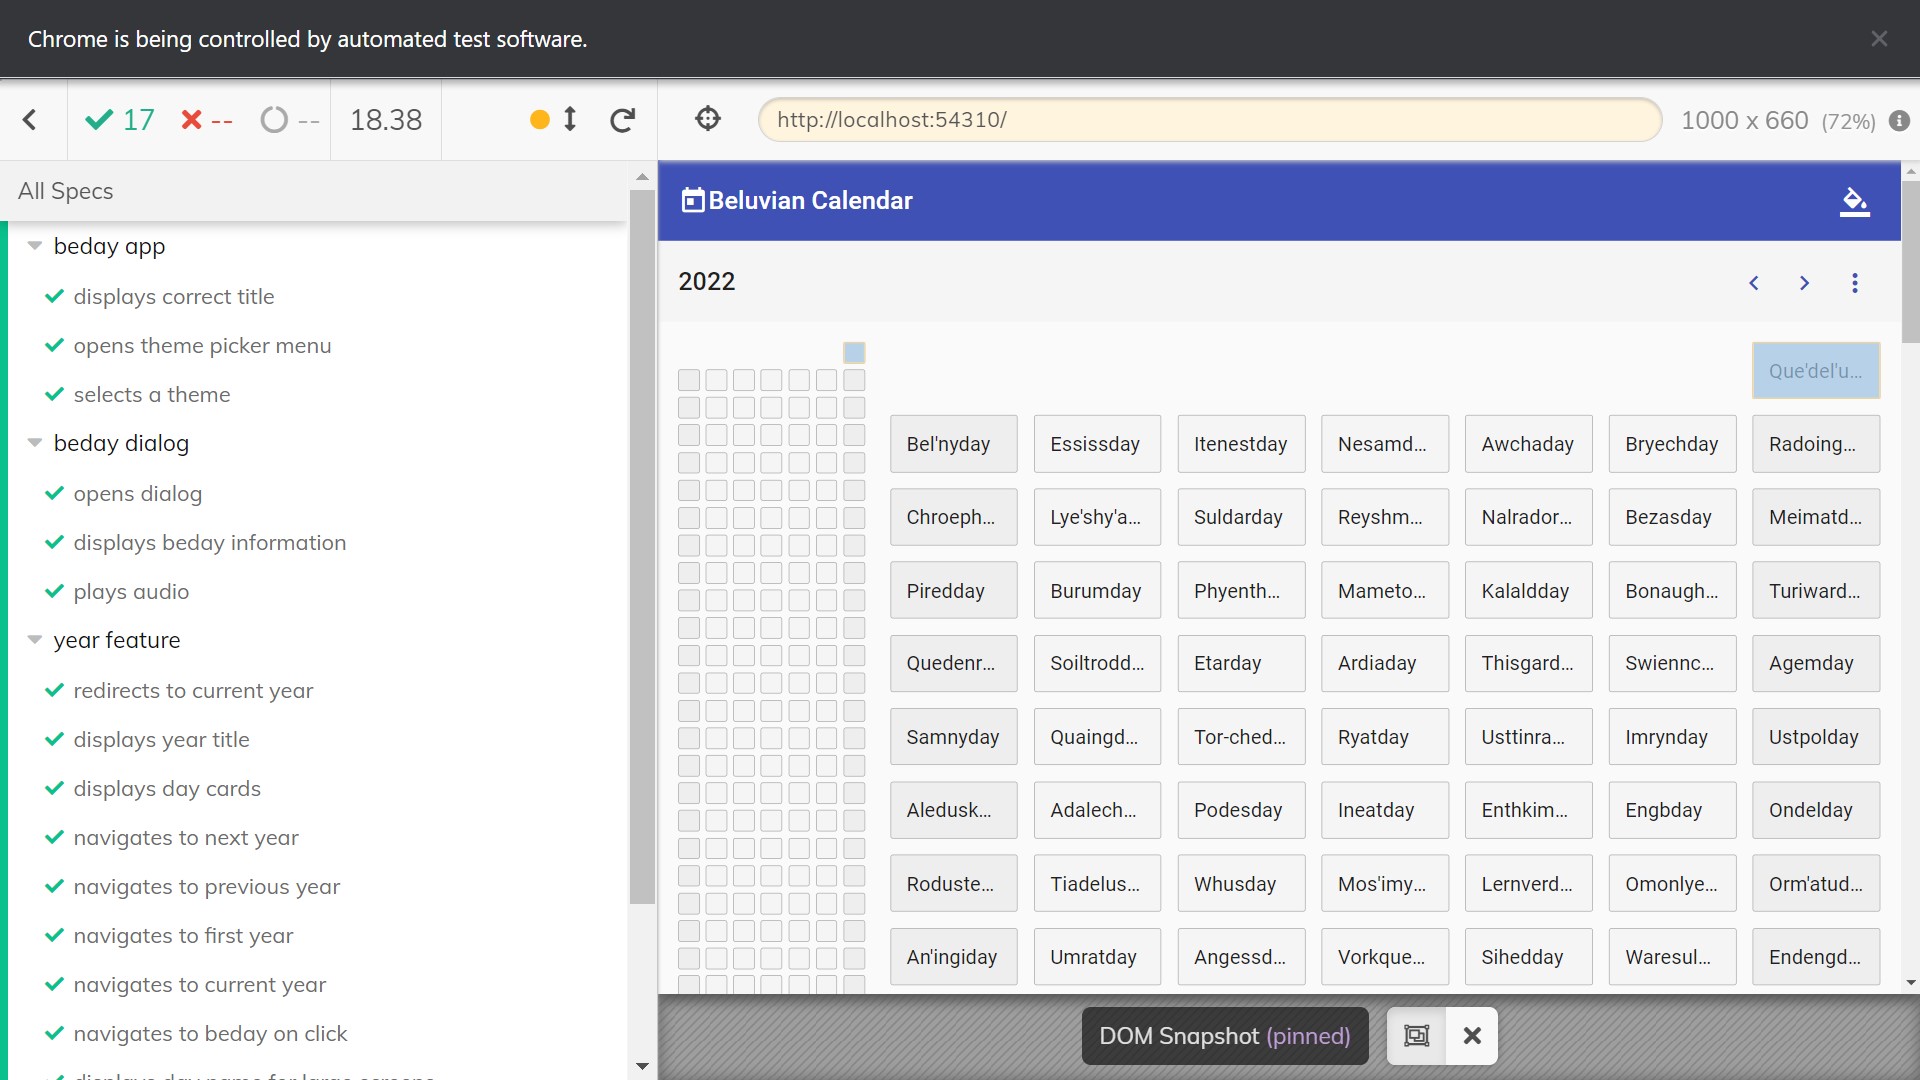 Chrome is being controlled by automated test software.
17 -- -- 18.38
http://localhost:54310/
1000 x 660 (72%)
All Specs
beday app
displays correct title
opens theme picker menu
selects a theme
beday dialog
opens dialog
displays beday information
plays audio
year feature
redirects to current year
displays year title
displays day cards
navigates to next year
navigates to previous year
navigates to first year
navigates to current year
navigates to beday on click
displays day name for large screens
Beluvian Calendar
2022
Que'del'u...
Bel'nyday Essissday Itenestday Nesamd... Awchaday Bryechday Radoing...
Chroeph... Lye'shy'a... Suldarday Reyshm... Nalrador... Bezasday Meimatd...
Piredday Burumday Phyenth... Mameto... Kalaldday Bonaugh... Turiward...
Quedenr... Soiltrodd... Etarday Ardiaday Thisgard... Swiennc... Agemday
Samnyday Quaingd... Tor-ched... Ryatday Usttinra... Imrynday Ustpolday
Aledusk... Adalech... Podesday Ineatday Enthkim... Engbday Ondelday
Roduste... Tiadelus... Whusday Mos'imy... Lernverd... Omonlye... Orm'atud...
An'ingiday Umratday Angessd... Vorkque... Sihedday Waresul... Endengd...
DOM Snapshot (pinned)